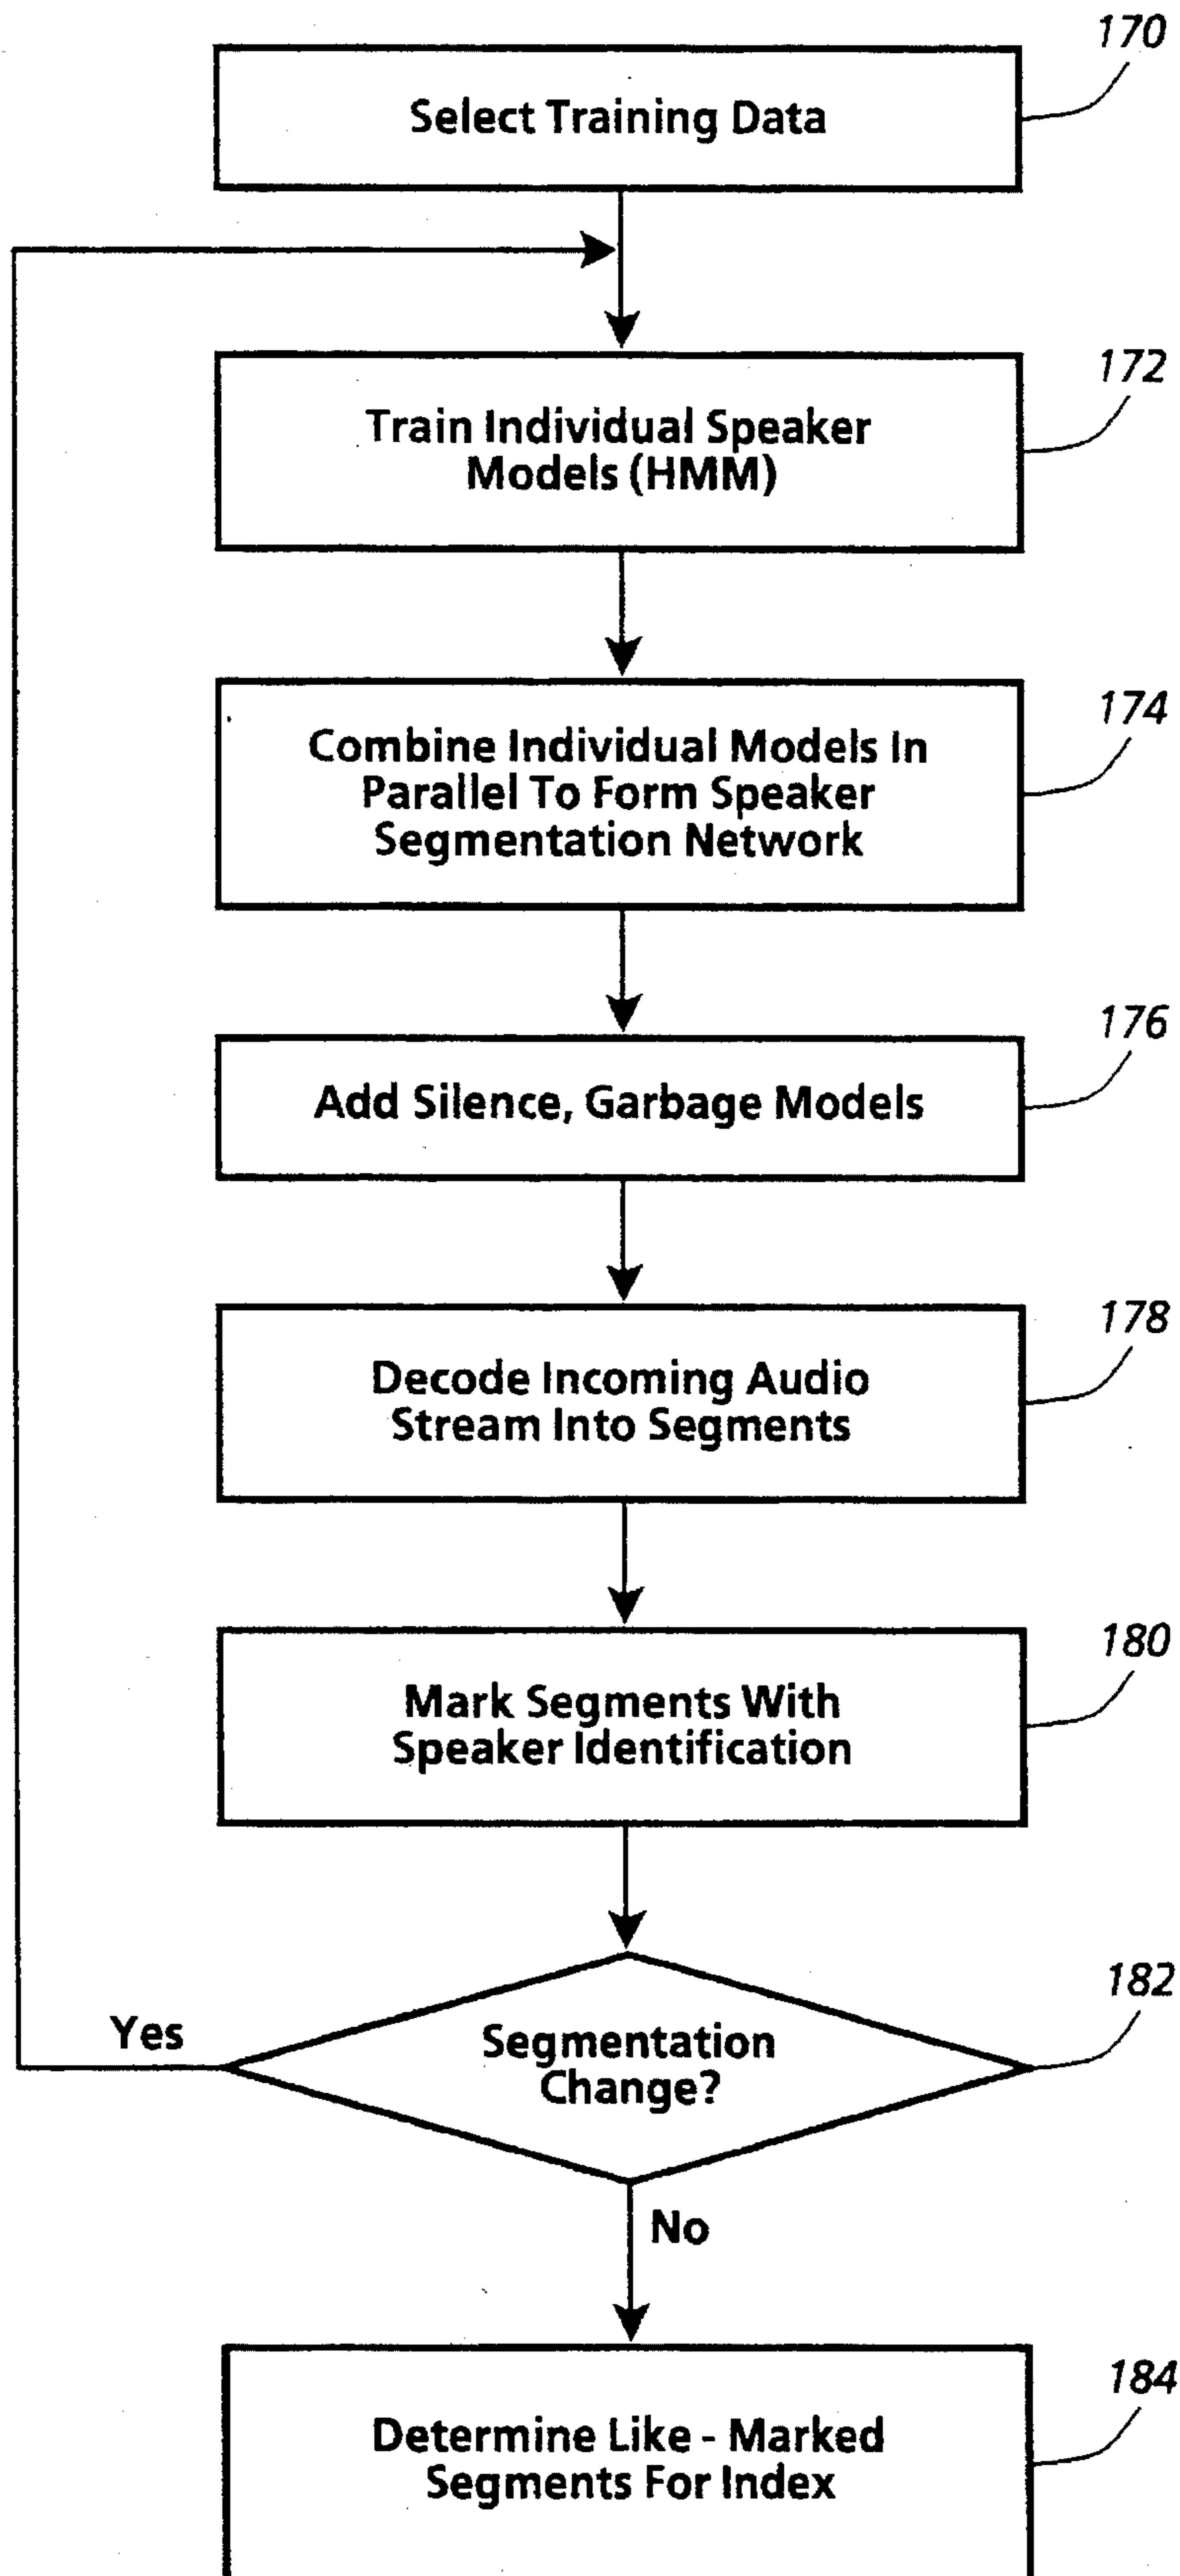 170
Select Training Data
172
Train Individual Speaker
Models (HMM)
174
Combine Individual Models In
Parallel To Form Speaker
Segmentation Network
176
Add Silence, Garbage Models
178
Decode Incoming Audio
Stream Into Segments
180
Mark Segments With
Speaker Identification
182
Yes
Segmentation
Change?
No
184
Determine Like - Marked
Segments For Index